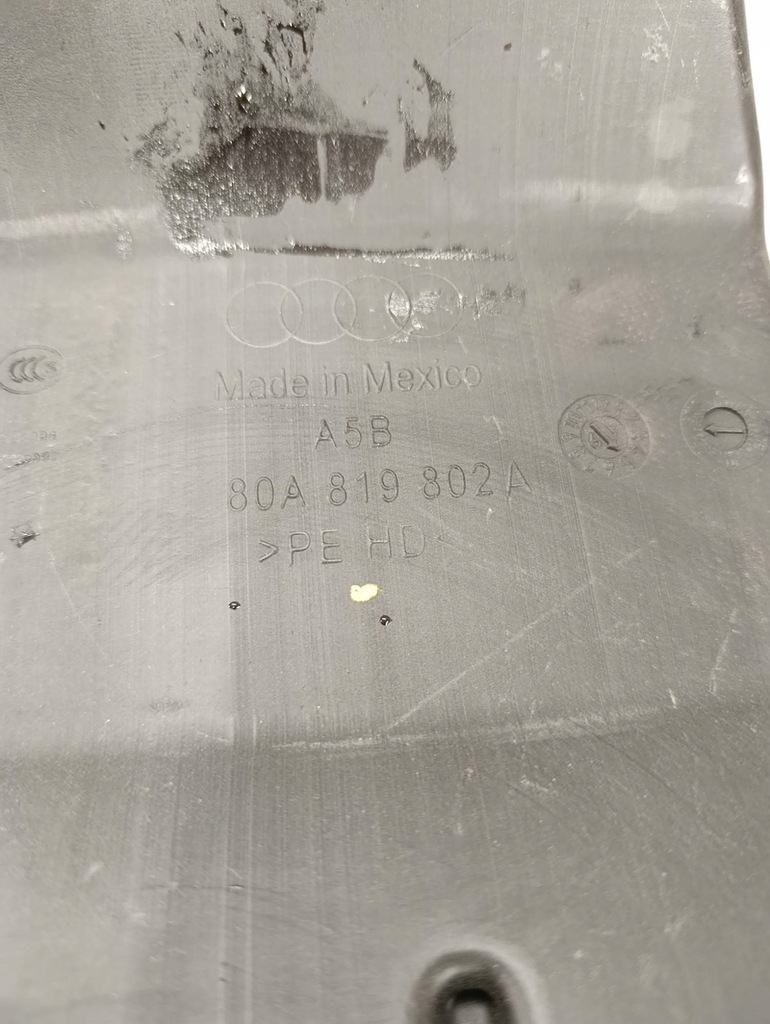 Made in Mexico
A5B
80A 819 802 A
>PE HD<